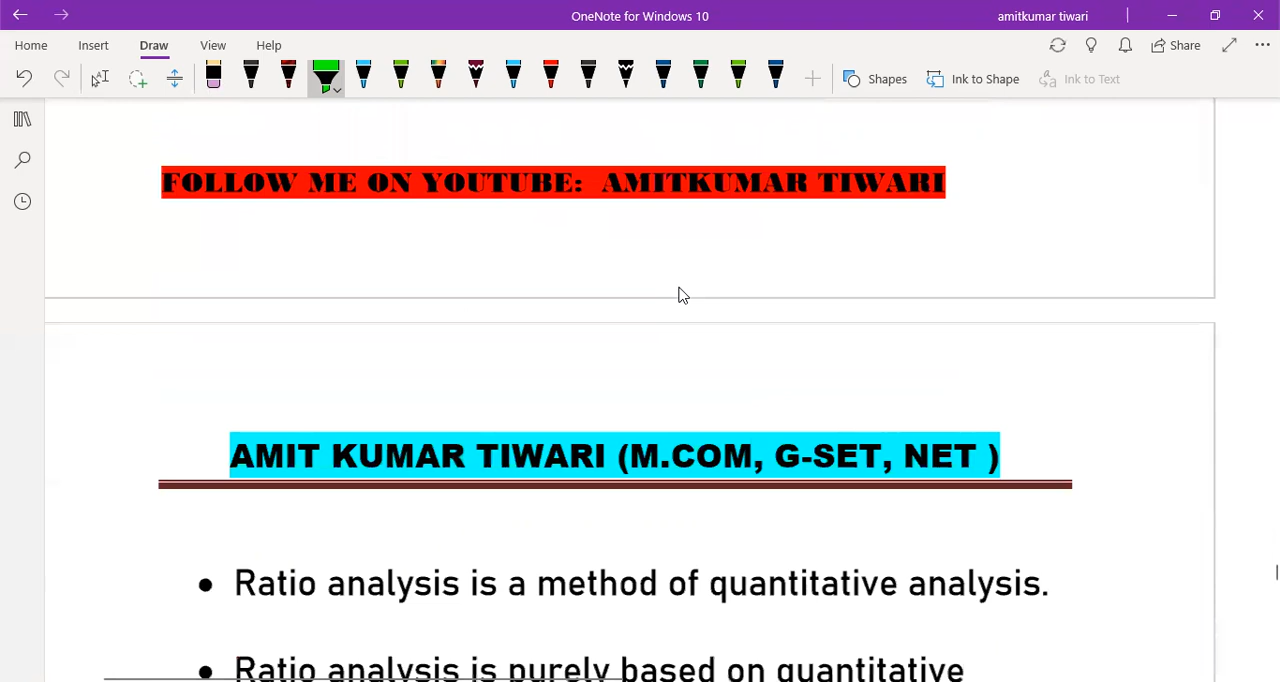 OneNote for Windows 10
amitkumar tiwari
Home Insert Draw View Help
Share
Shapes
Ink to Shape
Ink to Text
FOLLOW ME ON YOUTUBE: AMITKUMAR TIWARI
AMIT KUMAR TIWARI (M.COM, G-SET, NET )
• Ratio analysis is a method of quantitative analysis.
• Ratio analysis is purely based on quantitative